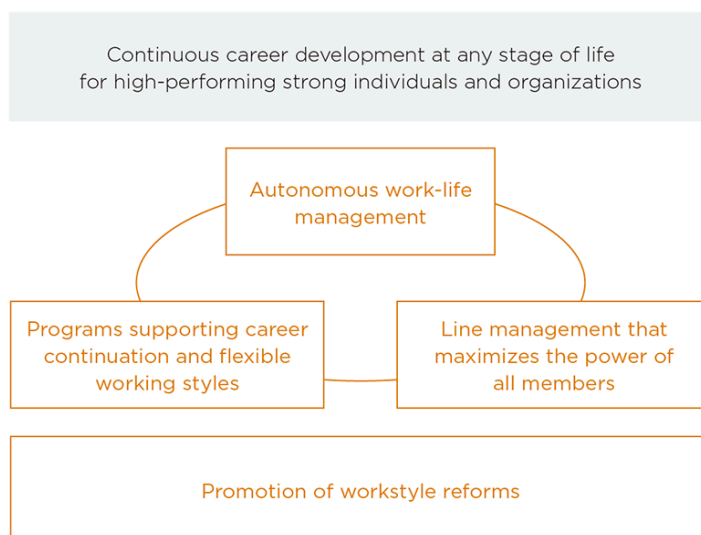 Continuous career development at any stage of life
for high-performing strong individuals and organizations
Autonomous work-life
management
Programs supporting career
continuation and flexible
working styles
Line management that
maximizes the power of
all members
Promotion of workstyle reforms